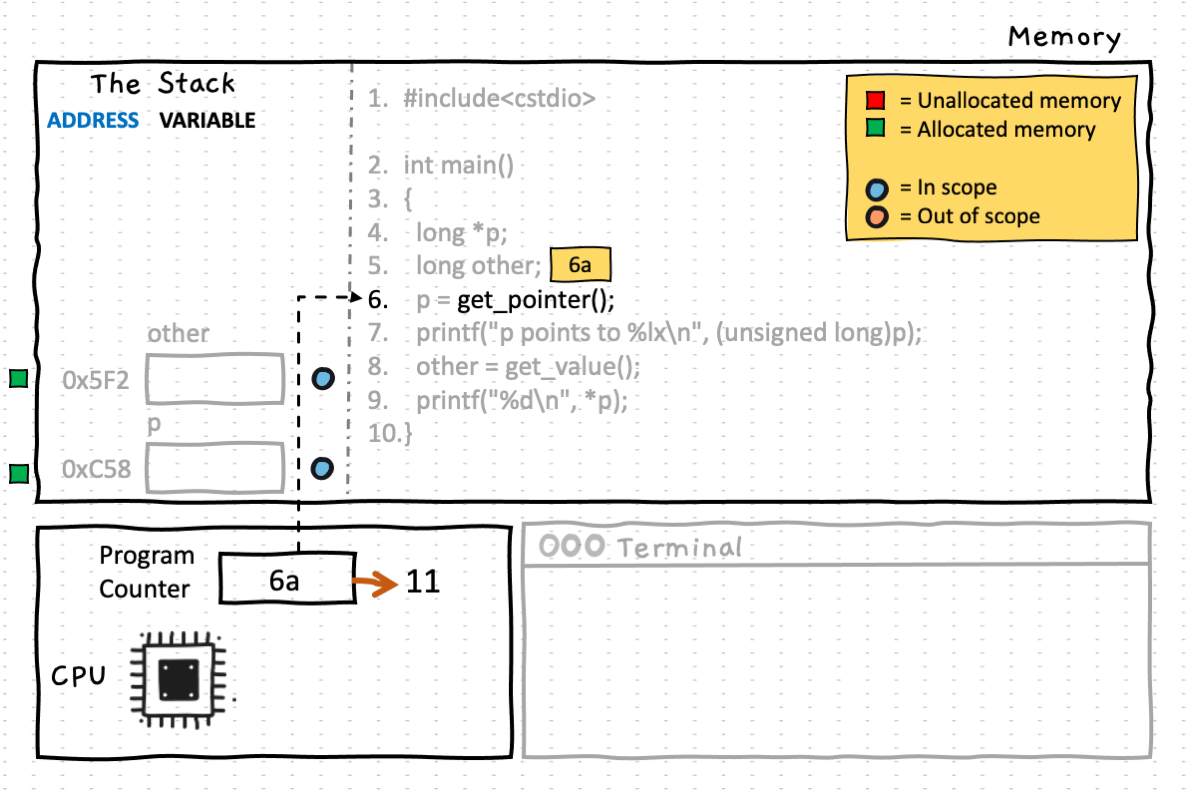 Memory
The Stack
ADDRESS VARIABLE
1. #include<cstdio>
2. int main()
3. {
4. long *p;
5. long other; 6a
6. p = get_pointer();
7. printf("p points to %lx\n", (unsigned long)p);
8. other = get_value();
9. printf("%d\n", *p);
10.}
= Unallocated memory
= Allocated memory
= In scope
= Out of scope
other
0x5F2
p
0xC58
Program
Counter
6a
11
CPU
Terminal